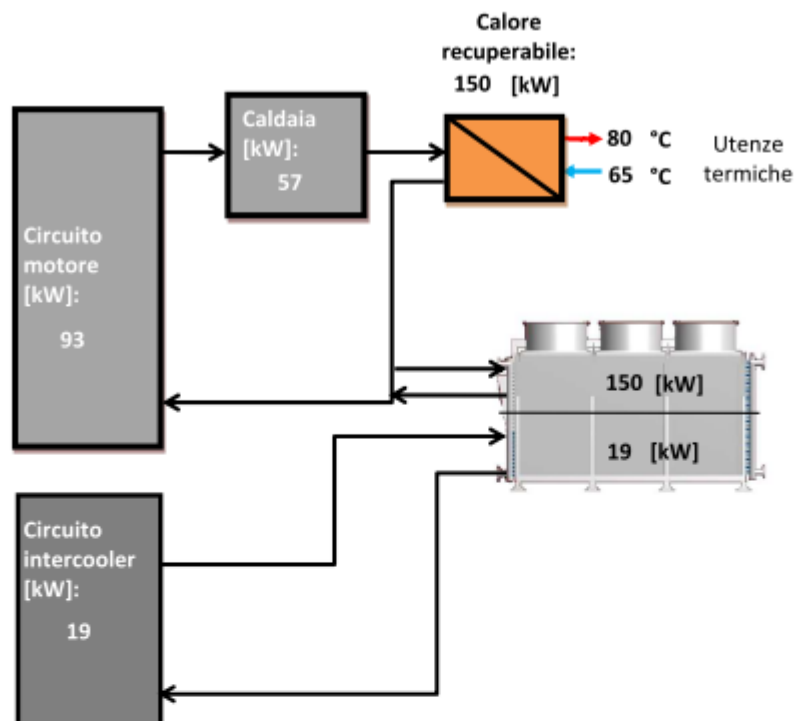 Calore
recuperabile:
150 [kW]
Caldaia
[kW]:
57
80 °C
65 °C
Utenze
termiche
Circuito
motore
[kW]:
93
150 [kW]
19 [kW]
Circuito
intercooler
[kW]:
19